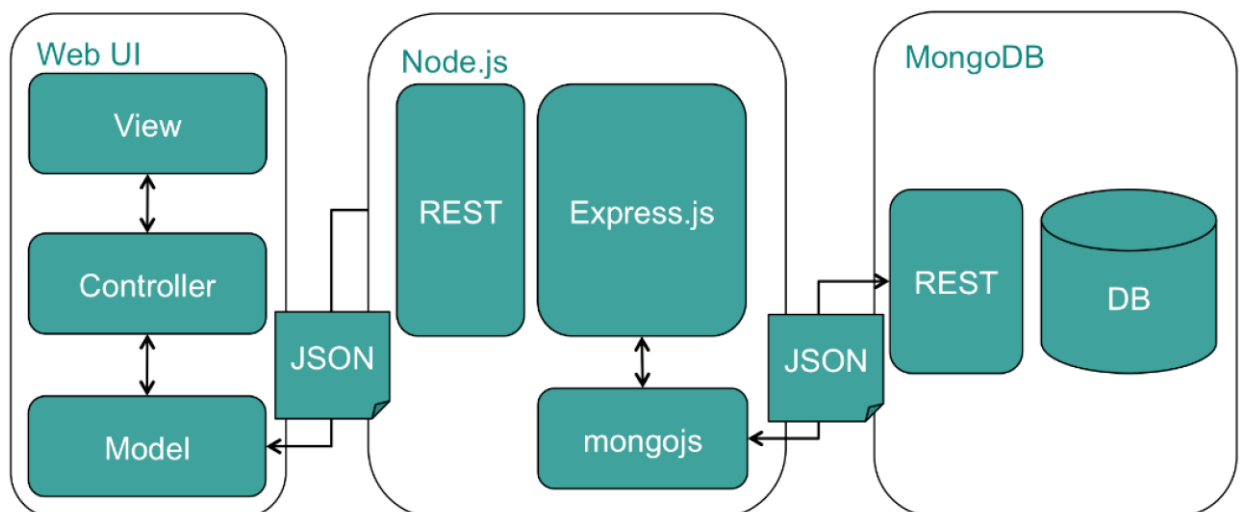 Web UI
View
Controller
Model
JSON
Node.js
REST
Express.js
mongojs
JSON
MongoDB
REST
DB